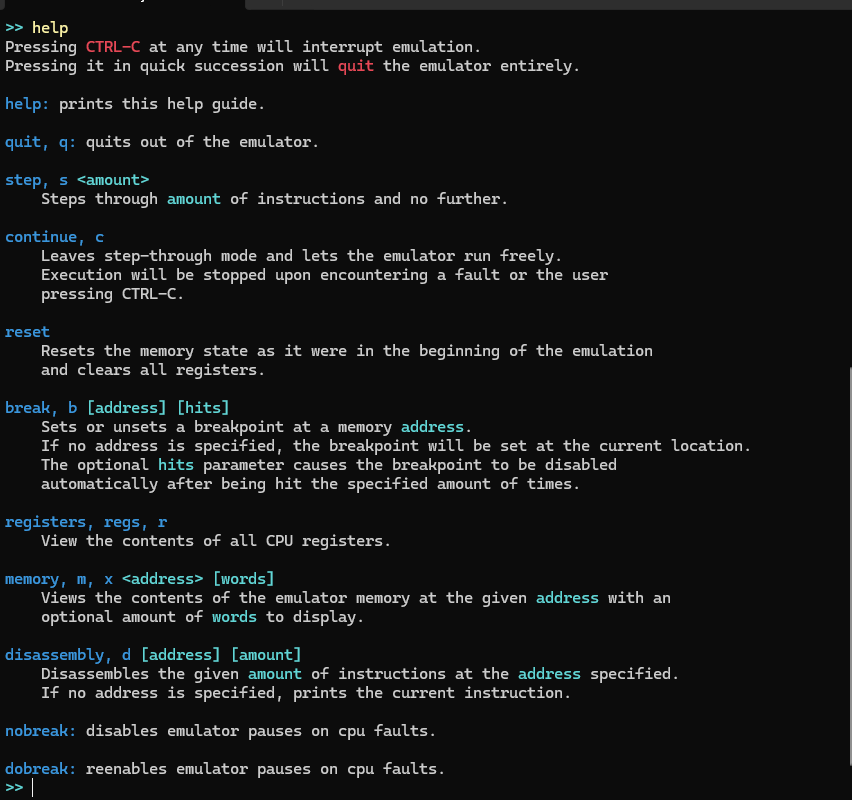 >> help
Pressing CTRL-C at any time will interrupt emulation.
Pressing it in quick succession will quit the emulator entirely.
help: prints this help guide.
quit, q: quits out of the emulator.
step, s <amount>
Steps through amount of instructions and no further.
continue, c
Leaves step-through mode and lets the emulator run freely.
Execution will be stopped upon encountering a fault or the user
pressing CTRL-C.
reset
Resets the memory state as it were in the beginning of the emulation
and clears all registers.
break, b [address] [hits]
Sets or unsets a breakpoint at a memory address.
If no address is specified, the breakpoint will be set at the current location.
The optional hits parameter causes the breakpoint to be disabled
automatically after being hit the specified amount of times.
registers, regs, r
View the contents of all CPU registers.
memory, m, x <address> [words]
Views the contents of the emulator memory at the given address with an
optional amount of words to display.
disassembly, d [address] [amount]
Disassembles the given amount of instructions at the address specified.
If no address is specified, prints the current instruction.
nobreak: disables emulator pauses on cpu faults.
dobreak: reenables emulator pauses on cpu faults.
>>